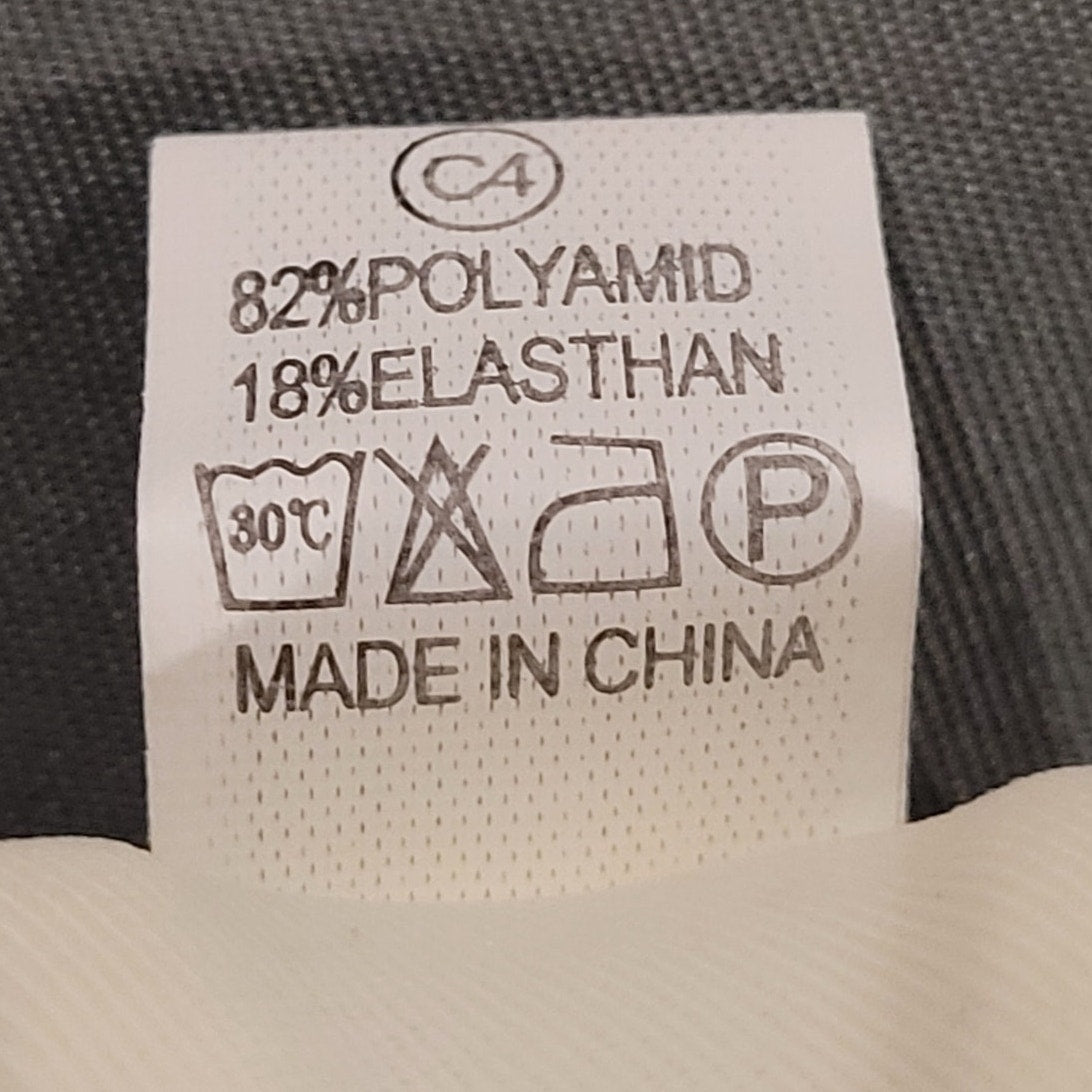 C4
82%POLYAMID
18%ELASTHAN
30℃ P
MADE IN CHINA